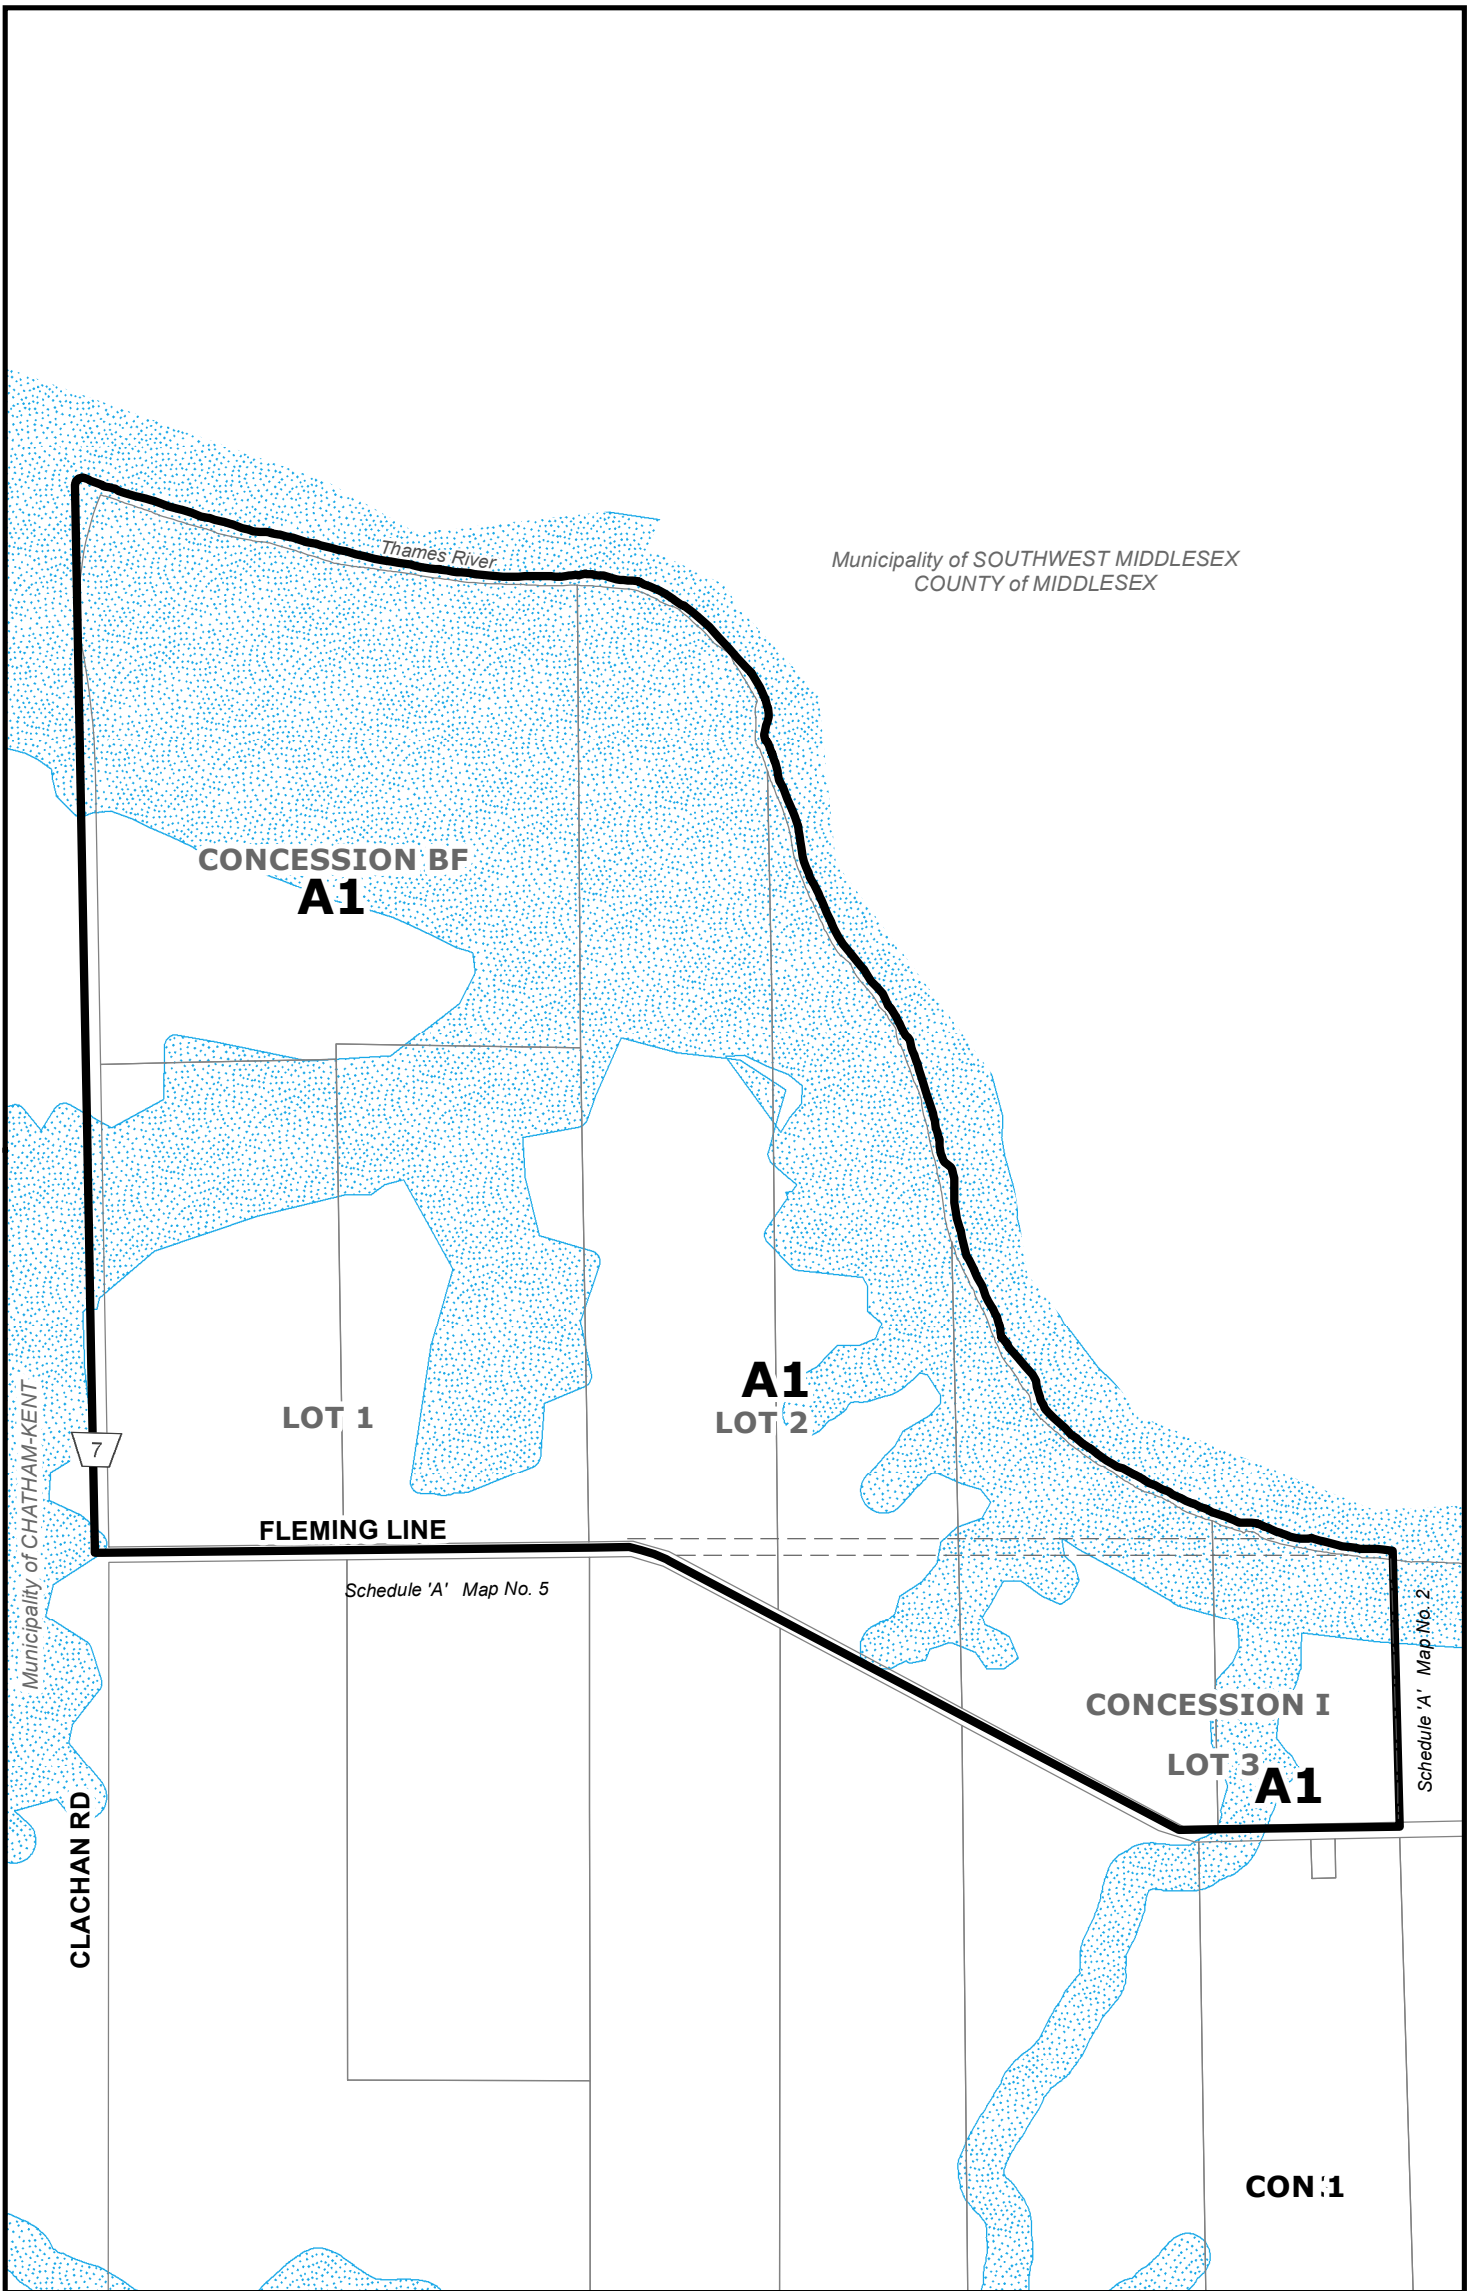 Thames River
Municipality of SOUTHWEST MIDDLESEX
COUNTY of MIDDLESEX
CONCESSION BF
A1
A1
LOT 1
LOT 2
7
Municipality of CHATHAM-KENT
FLEMING LINE
Schedule 'A' Map No. 5
Schedule 'A' Map No. 2
CONCESSION I
LOT 3
A1
CLACHAN RD
CON 1